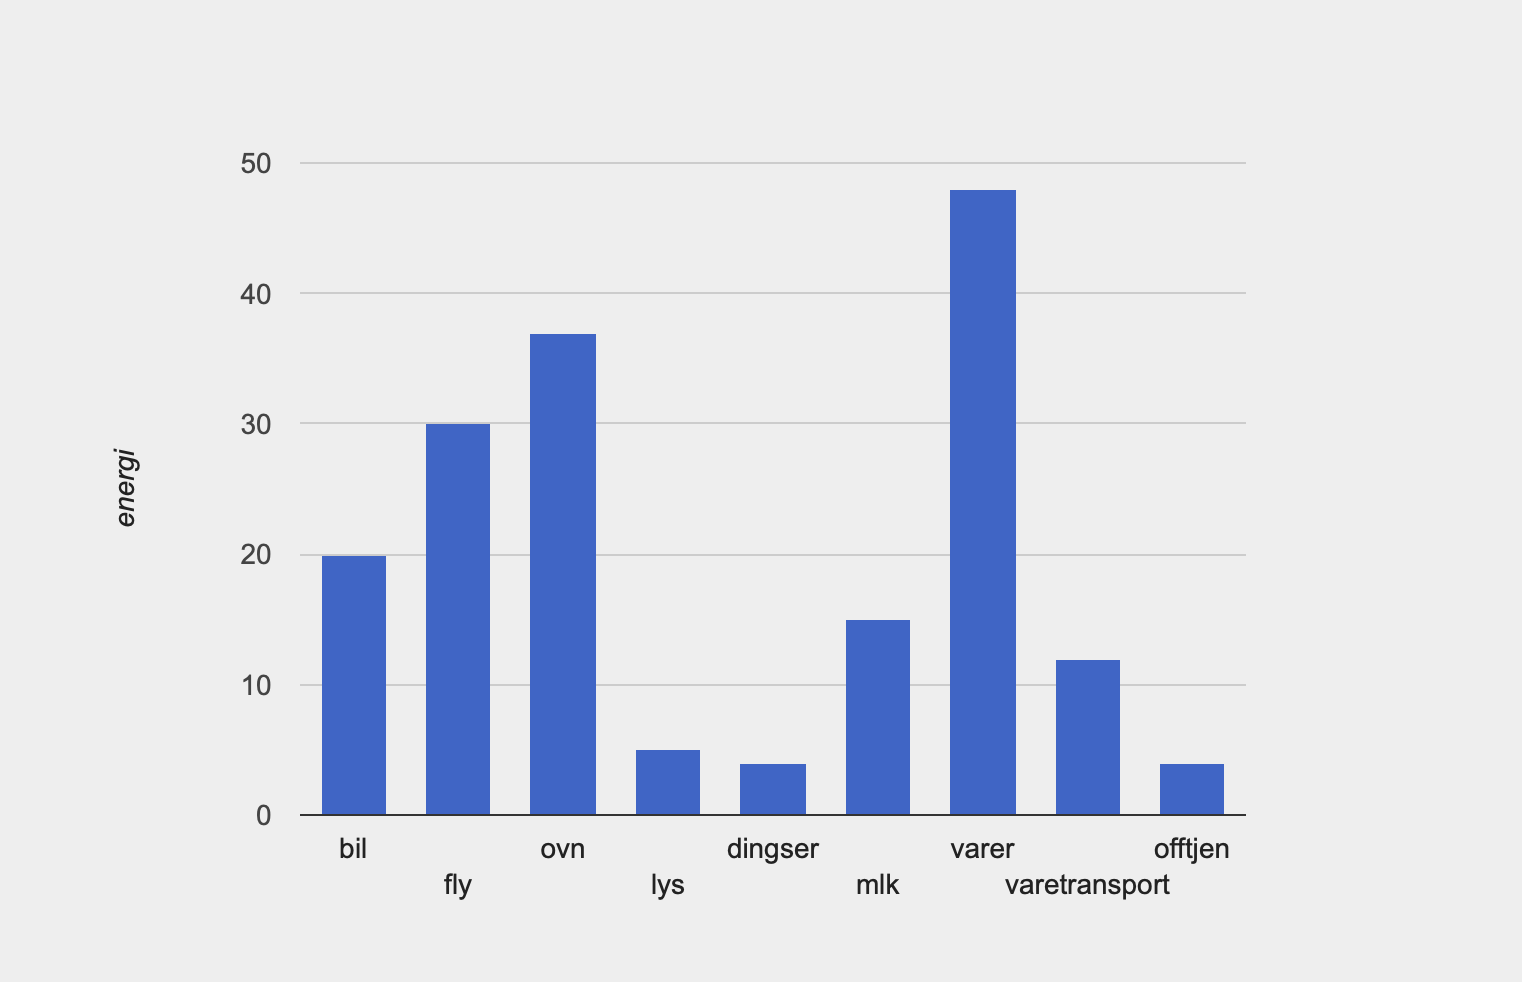 50
40
30
20
10
0
energi
bil
fly
ovn
lys
dingser
mlk
varer
varetransport
offtjen